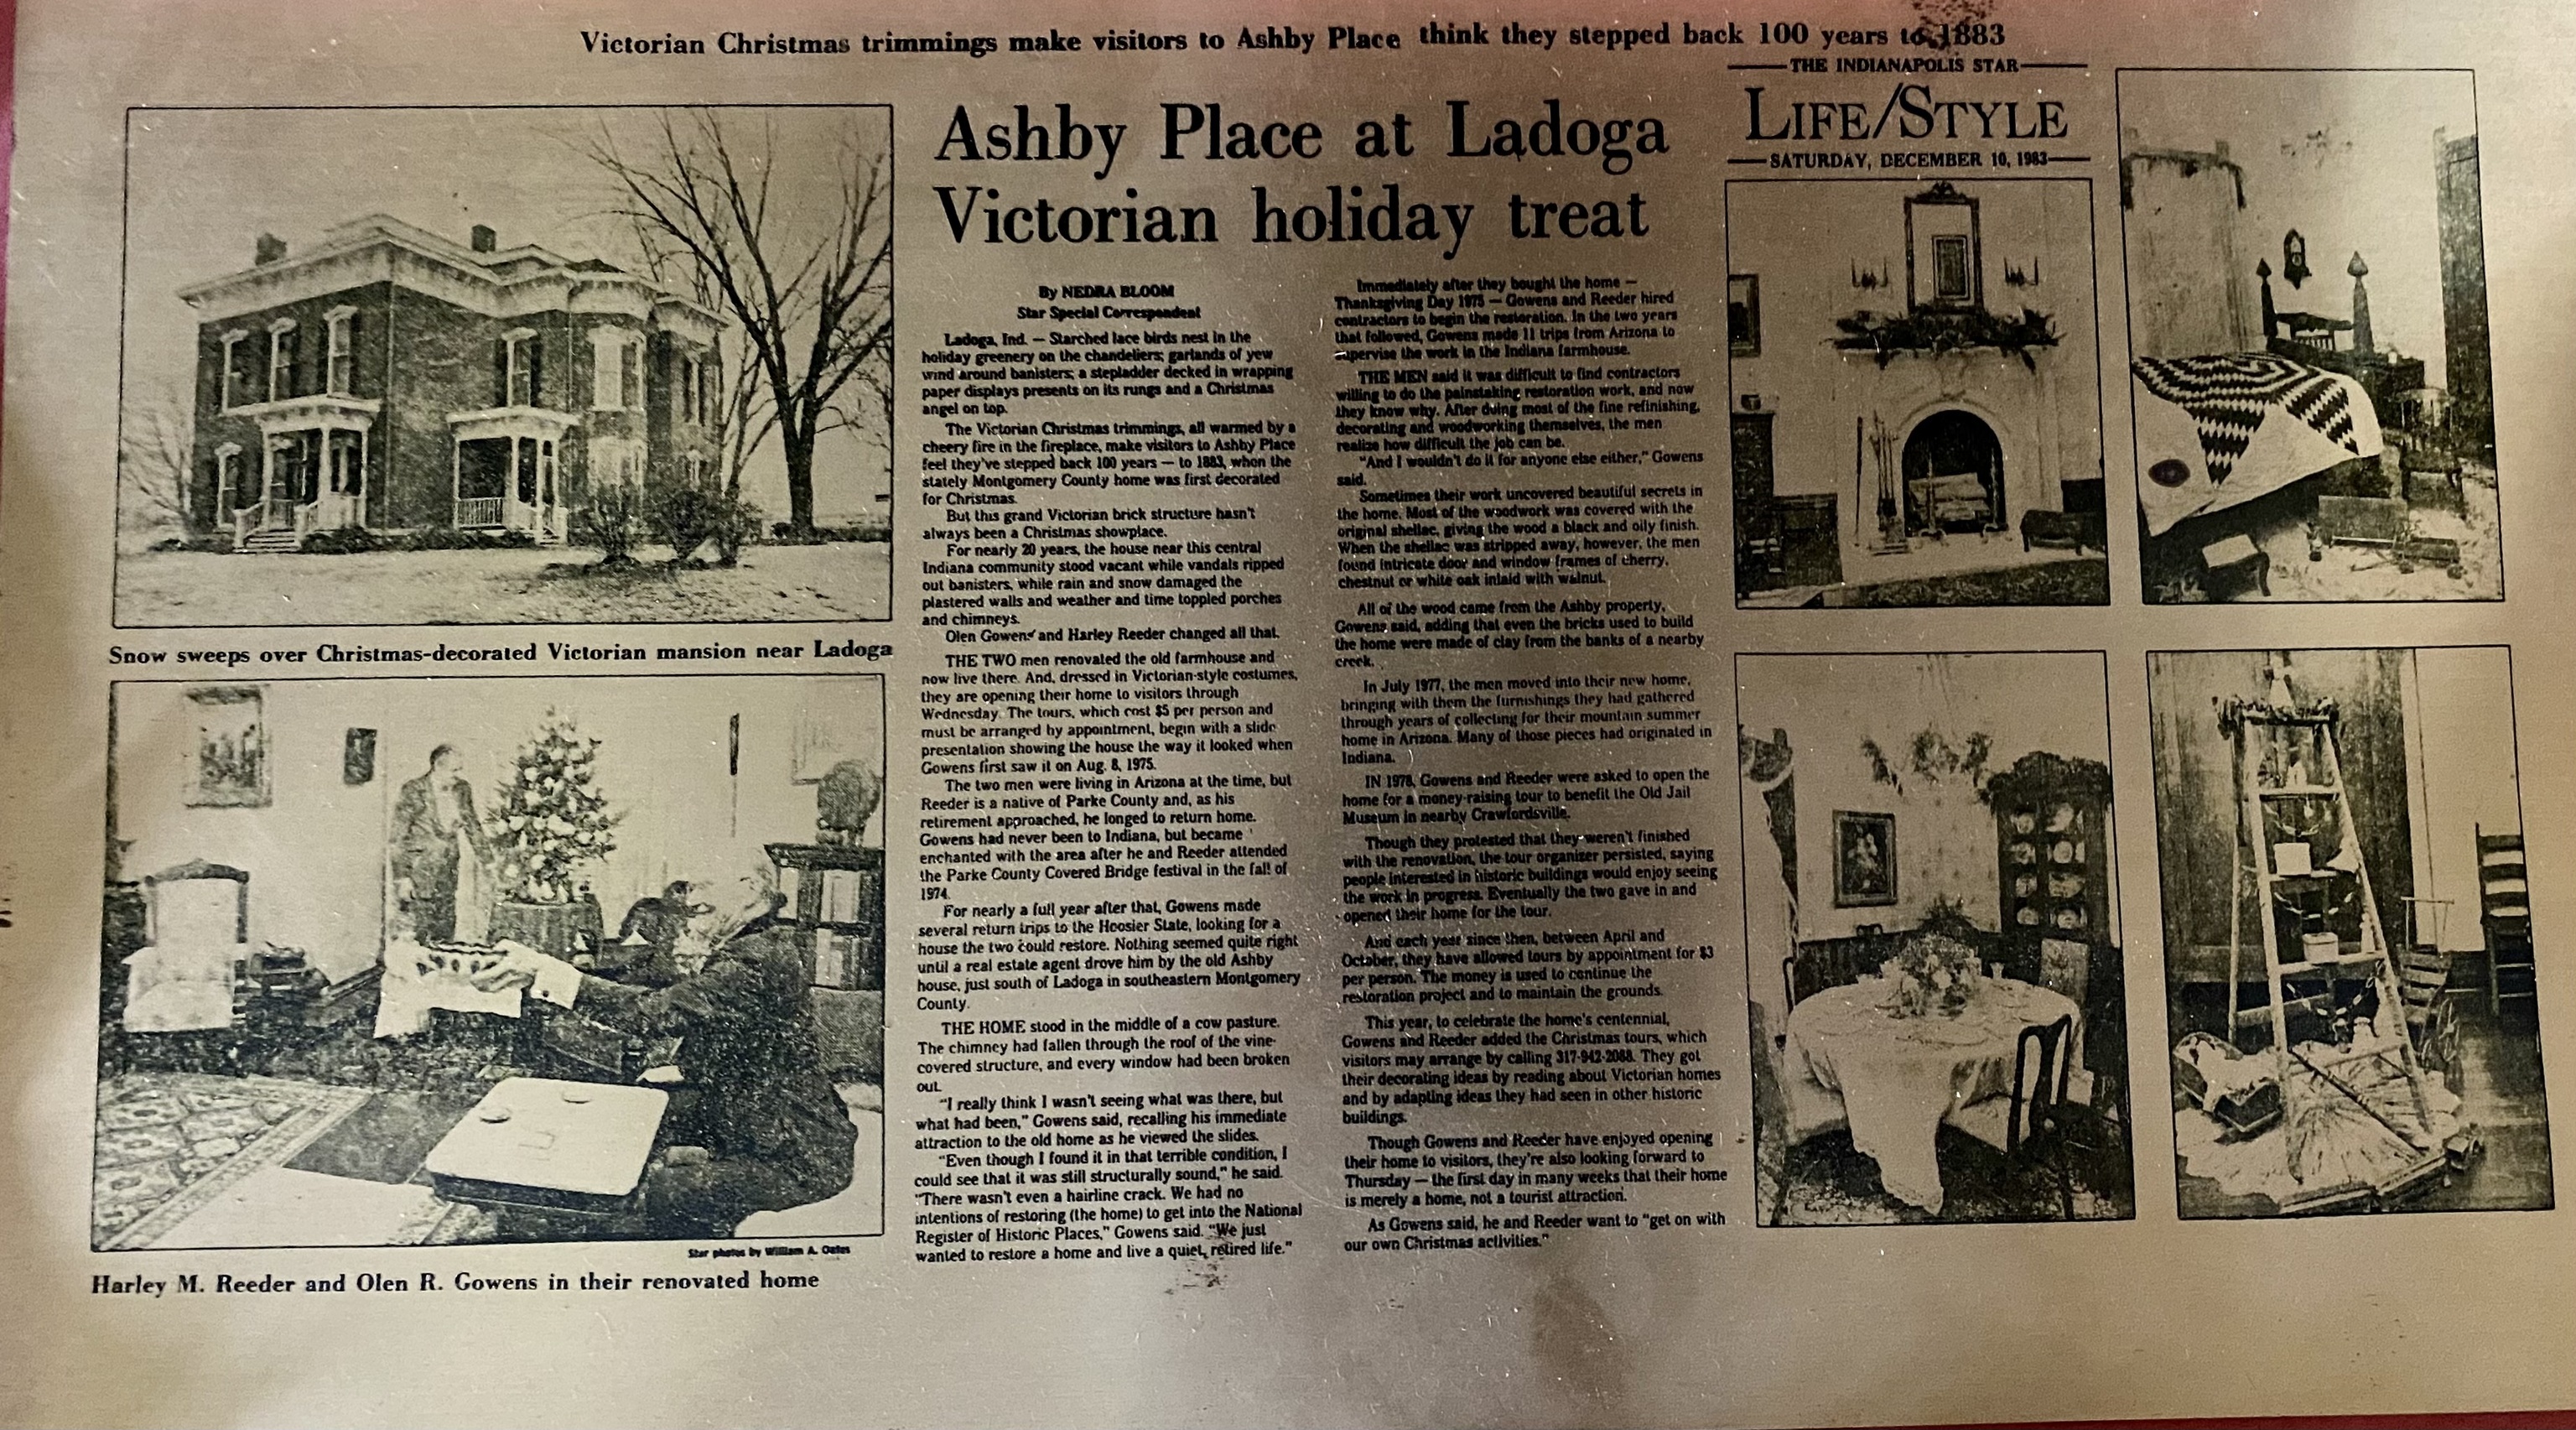 Victorian Christmas trimmings make visitors to Ashby Place think they stepped back 100 years to 1883
THE INDIANAPOLIS STAR
LIFE/STYLE
SATURDAY, DECEMBER 10, 1983
Ashby Place at Ladoga
Victorian holiday treat
By NEDRA BLOOM
Star Special Correspondent
Ladoga, Ind. — Starched lace birds nest in the
holiday greenery on the chandeliers; garlands of yew
wind around banisters; a stepladder decked in wrapping
paper displays presents on its rungs and a Christmas
angel on top.
The Victorian Christmas trimmings, all warmed by a
cheery fire in the fireplace, make visitors to Ashby Place
feel they've stepped back 100 years — to 1883, when the
stately Montgomery County home was first decorated
for Christmas.
But this grand Victorian brick structure hasn't
always been a Christmas showplace.
For nearly 20 years, the house near this central
Indiana community stood vacant while vandals ripped
out banisters, while rain and snow damaged the
plastered walls and weather and time toppled porches
and chimneys.
Olen Gowens and Harley Reeder changed all that.
THE TWO men renovated the old farmhouse and
now live there. And, dressed in Victorian-style costumes,
they are opening their home to visitors through
Wednesday. The tours, which cost $5 per person and
must be arranged by appointment, begin with a slide
presentation showing the house the way it looked when
Gowens first saw it on Aug. 8, 1975.
The two men were living in Arizona at the time, but
Reeder is a native of Parke County and, as his
retirement approached, he longed to return home.
Gowens had never been to Indiana, but became
enchanted with the area after he and Reeder attended
the Parke County Covered Bridge festival in the fall of
1974.
For nearly a full year after that, Gowens made
several return trips to the Hoosier State, looking for a
house the two could restore. Nothing seemed quite right
until a real estate agent drove him by the old Ashby
house, just south of Ladoga in southeastern Montgomery
County.
THE HOME stood in the middle of a cow pasture.
The chimney had fallen through the roof of the vine-
covered structure, and every window had been broken
out.
"I really think I wasn't seeing what was there, but
what had been," Gowens said, recalling his immediate
attraction to the old home as he viewed the slides.
"Even though I found it in that terrible condition, I
could see that it was still structurally sound," he said.
"There wasn't even a hairline crack. We had no
intentions of restoring (the home) to get into the National
Register of Historic Places," Gowens said. "We just
wanted to restore a home and live a quiet, retired life."
Immediately after they bought the home —
Thanksgiving Day 1975 — Gowens and Reeder hired
contractors to begin the restoration. In the two years
that followed, Gowens made 11 trips from Arizona to
supervise the work in the Indiana farmhouse.
THE MEN said it was difficult to find contractors
willing to do the painstaking restoration work, and now
they know why. After doing most of the fine refinishing,
decorating and woodworking themselves, the men
realize how difficult the job can be.
"And I wouldn't do it for anyone else either," Gowens
said.
Sometimes their work uncovered beautiful secrets in
the home. Most of the woodwork was covered with the
original shellac, giving the wood a black and oily finish.
When the shellac was stripped away, however, the men
found intricate door and window frames of cherry,
chestnut or white oak inlaid with walnut.
All of the wood came from the Ashby property,
Gowens said, adding that even the bricks used to build
the home were made of clay from the banks of a nearby
creek.
In July 1977, the men moved into their new home,
bringing with them the furnishings they had gathered
through years of collecting for their mountain summer
home in Arizona. Many of those pieces had originated in
Indiana.
IN 1978, Gowens and Reeder were asked to open the
home for a money-raising tour to benefit the Old Jail
Museum in nearby Crawfordsville.
Though they protested that they weren't finished
with the renovation, the tour organizer persisted, saying
people interested in historic buildings would enjoy seeing
the work in progress. Eventually the two gave in and
opened their home for the tour.
And each year since then, between April and
October, they have allowed tours by appointment for $3
per person. The money is used to continue the
restoration project and to maintain the grounds.
This year, to celebrate the home's centennial,
Gowens and Reeder added the Christmas tours, which
visitors may arrange by calling 317-942-2088. They got
their decorating ideas by reading about Victorian homes
and by adapting ideas they had seen in other historic
buildings.
Though Gowens and Reeder have enjoyed opening
their home to visitors, they're also looking forward to
Thursday — the first day in many weeks that their home
is merely a home, not a tourist attraction.
As Gowens said, he and Reeder want to "get on with
our own Christmas activities."
Snow sweeps over Christmas-decorated Victorian mansion near Ladoga
Star photos by William A. Oates
Harley M. Reeder and Olen R. Gowens in their renovated home